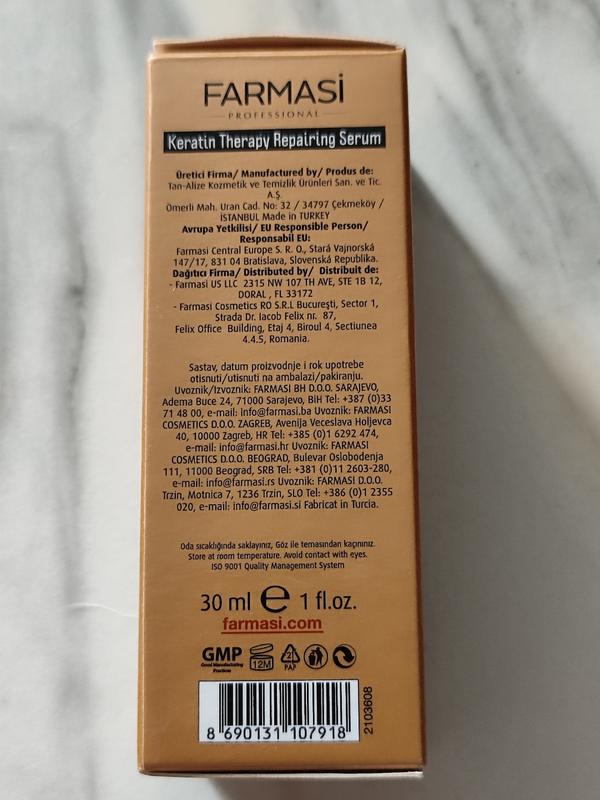 FARMASi
PROFESSIONAL
Keratin Therapy Repairing Serum
Üretici Firma/ Manufactured by/ Produs de:
Tan-Alize Kozmetik ve Temizlik Ürünleri San. ve Tic.
A.Ş.
Ömerli Mah. Uran Cad. No: 32 / 34797 Çekmeköy /
İSTANBUL Made in TURKEY
Avrupa Yetkilisi/ EU Responsible Person/
Responsabil EU:
Farmasi Central Europe S. R. O., Stará Vajnorská
147/17, 831 04 Bratislava, Slovenská Republika.
Dağıtıcı Firma/ Distributed by/ Distribuit de:
- Farmasi US LLC 2315 NW 107 TH AVE, STE 1B 12,
DORAL , FL 33172
- Farmasi Cosmetics RO S.R.L Bucureşti, Sector 1,
Strada Dr. Iacob Felix nr. 87,
Felix Office Building, Etaj 4, Biroul 4, Sectiunea
4.4.5, Romania.
Sastav, datum proizvodnje i rok upotrebe
otisnuti/utisnuti na ambalazi/pakiranju.
Uvoznik/Izvoznik: FARMASI BH D.O.O. SARAJEVO,
Adema Buce 24, 71000 Sarajevo, BiH Tel: +387 (0)33
71 48 00, e-mail: info@farmasi.ba Uvoznik: FARMASI
COSMETICS D.O.O. ZAGREB, Avenija Veceslava Holjevca
40, 10000 Zagreb, HR Tel: +385 (0)1 6292 474,
e-mail: info@farmasi.hr Uvoznik: FARMASI
COSMETICS D.O.O. BEOGRAD, Bulevar Oslobodenja
111, 11000 Beograd, SRB Tel: +381 (0)11 2603-280,
e-mail: info@farmasi.rs Uvoznik: FARMASI D.O.O.
Trzin, Motnica 7, 1236 Trzin, SLO Tel: +386 (0)1 2355
020, e-mail: info@farmasi.si Fabricat in Turcia.
Oda sıcaklığında saklayınız, Göz ile temasından kaçınınız.
Store at room temperature. Avoid contact with eyes.
ISO 9001 Quality Management System
30 ml e 1 fl.oz.
farmasi.com
GMP
Good Manufacturing
Practices
12M
21
PAP
8 690131 107918
2103608